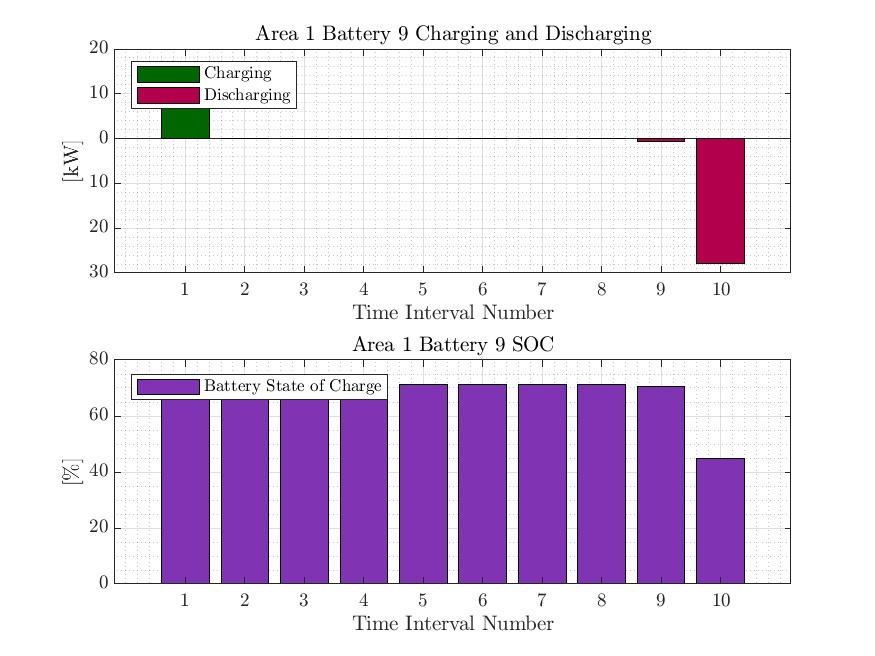 Area 1 Battery 9 Charging and Discharging
20
10
0
10
20
30
[kW]
Charging
Discharging
1 2 3 4 5 6 7 8 9 10
Time Interval Number
Area 1 Battery 9 SOC
80
60
40
20
0
[%]
Battery State of Charge
1 2 3 4 5 6 7 8 9 10
Time Interval Number